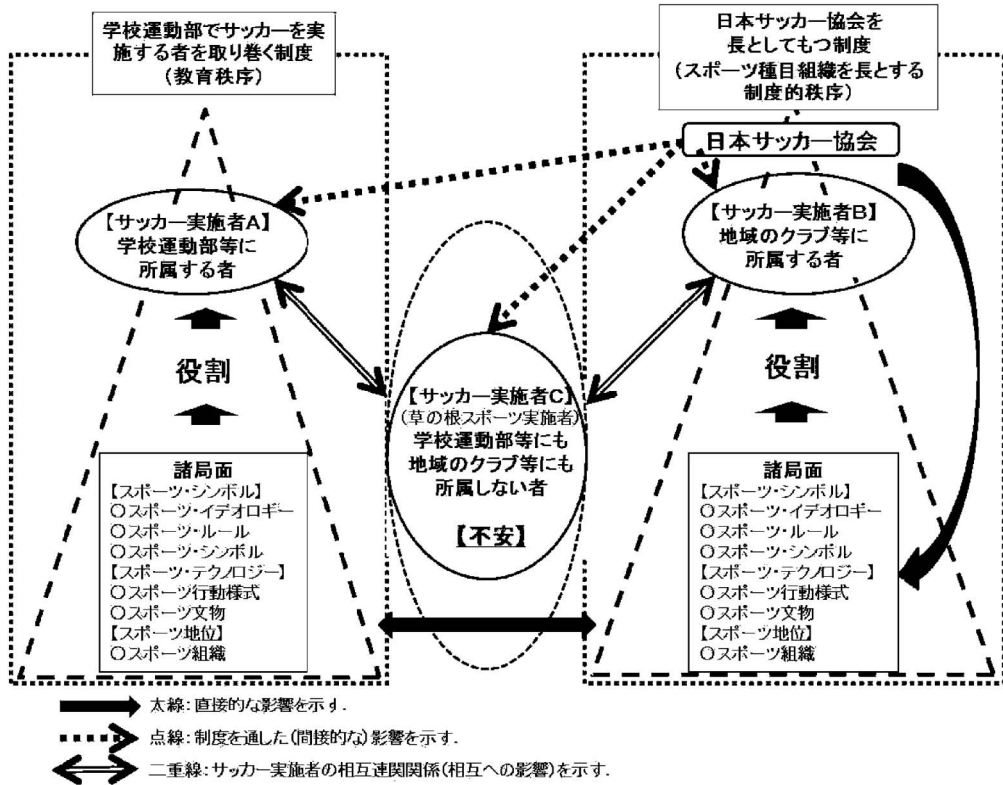 学校運動部でサッカーを実
施する者を取り巻く制度
(教育秩序)
日本サッカー協会を
長としてもつ制度
(スポーツ種目組織を長とする
制度的秩序)
日本サッカー協会
【サッカー実施者A】
学校運動部等に
所属する者
【サッカー実施者B】
地域のクラブ等に
所属する者
役割
役割
【サッカー実施者C】
(草の根スポーツ実施者)
学校運動部等にも
地域のクラブ等にも
所属しない者
【不安】
諸局面
【スポーツ・シンボル】
〇スポーツ・イデオロギー
〇スポーツ・ルール
〇スポーツ・シンボル
【スポーツ・テクノロジー】
〇スポーツ行動様式
〇スポーツ文物
【スポーツ地位】
〇スポーツ組織
諸局面
【スポーツ・シンボル】
〇スポーツ・イデオロギー
〇スポーツ・ルール
〇スポーツ・シンボル
【スポーツ・テクノロジー】
〇スポーツ行動様式
〇スポーツ文物
【スポーツ地位】
〇スポーツ組織
太線:直接的な影響を示す.
点線:制度を通した(間接的な)影響を示す.
二重線:サッカー実施者の相互連関関係(相互への影響)を示す.